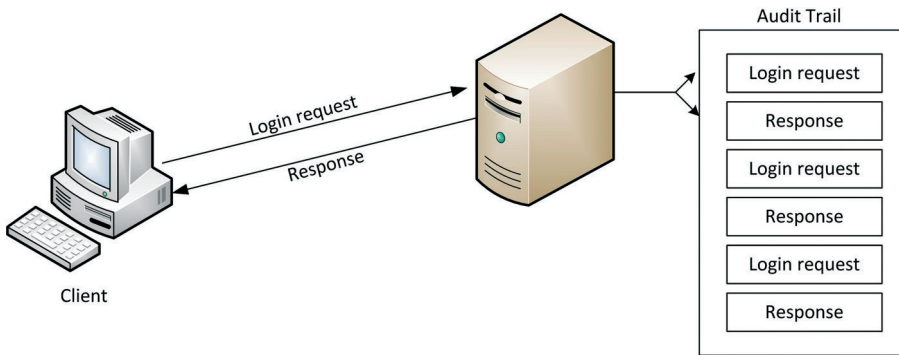 Audit Trail
Login request
Response
Client
Login request
Response
Login request
Response
Login request
Response